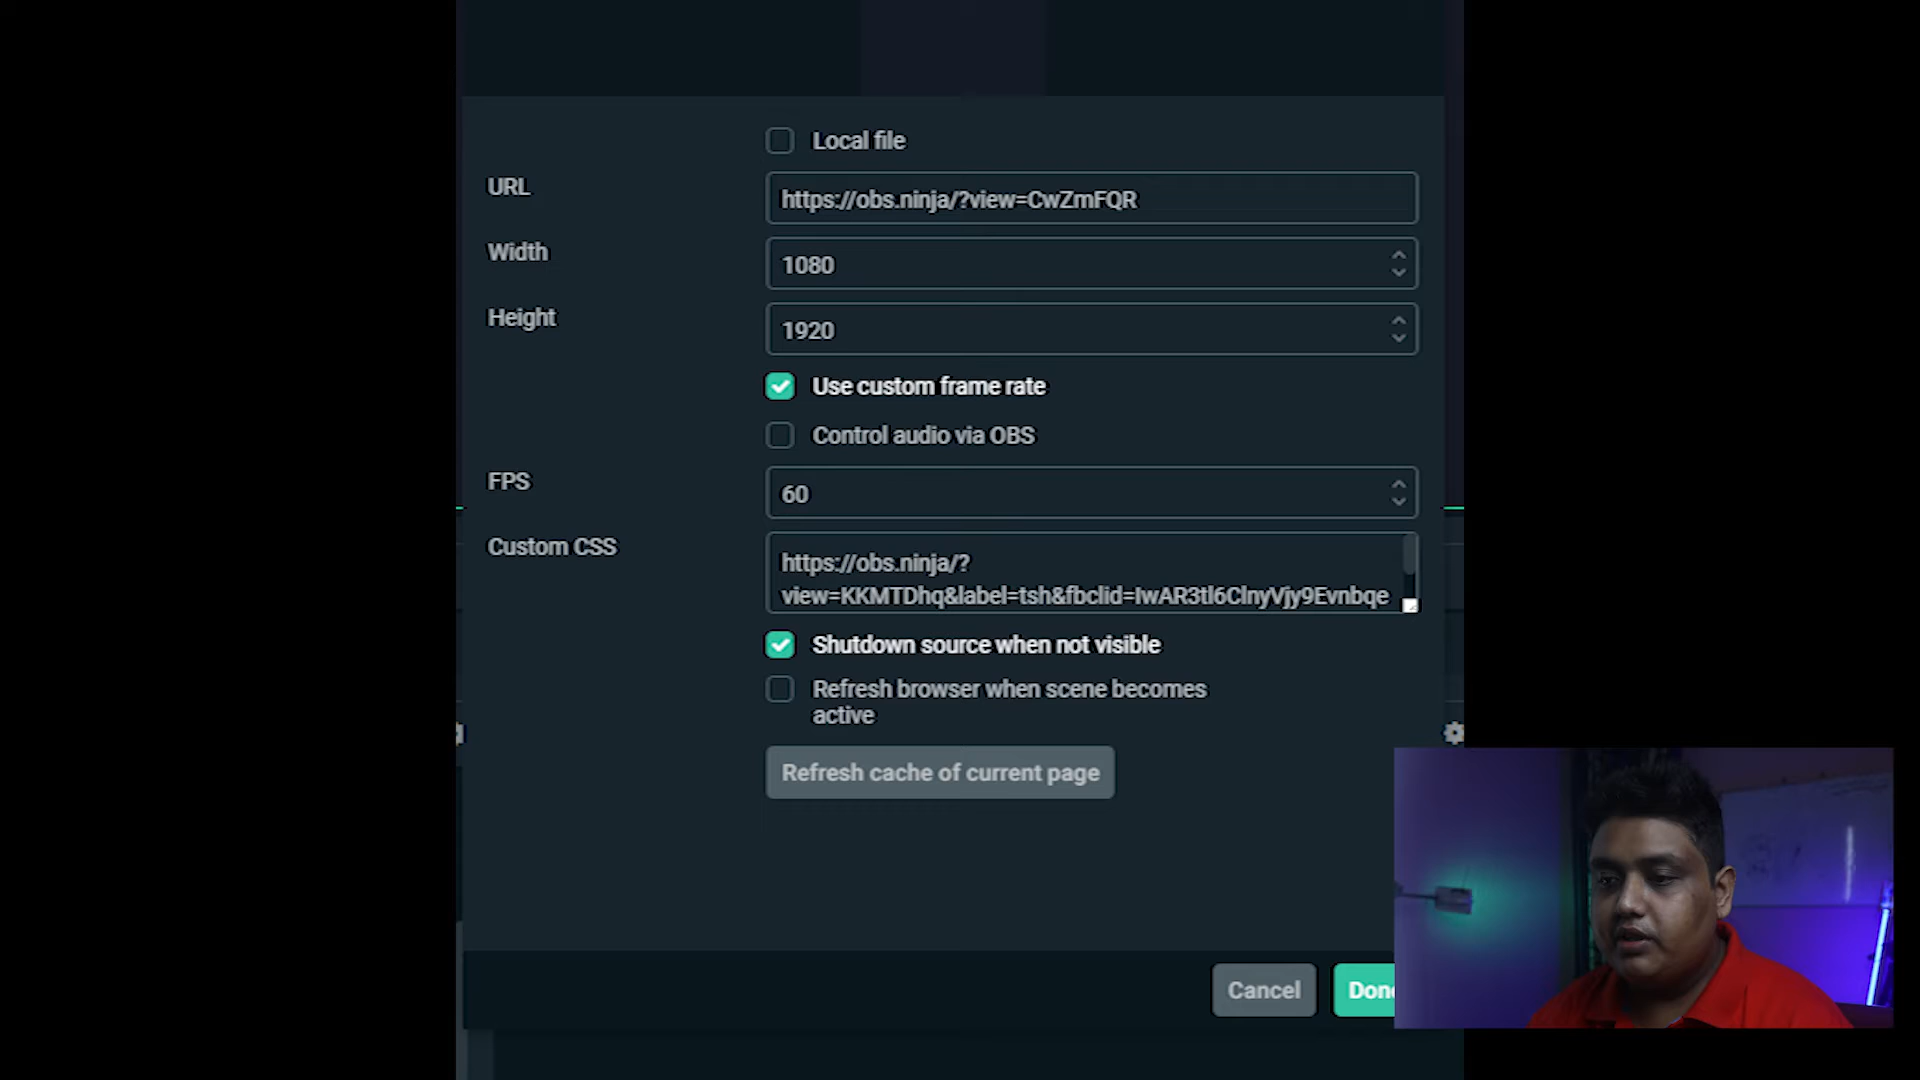 Local file
URL
https://obs.ninja/?view=CwZmFQR
Width
1080
Height
1920
Use custom frame rate
Control audio via OBS
FPS
60
Custom CSS
https://obs.ninja/?
view=KKMTDhq&label=tsh&fbclid=IwAR3tl6ClnyVjy9Evnbqe
Shutdown source when not visible
Refresh browser when scene becomes
active
Refresh cache of current page
Cancel
Done